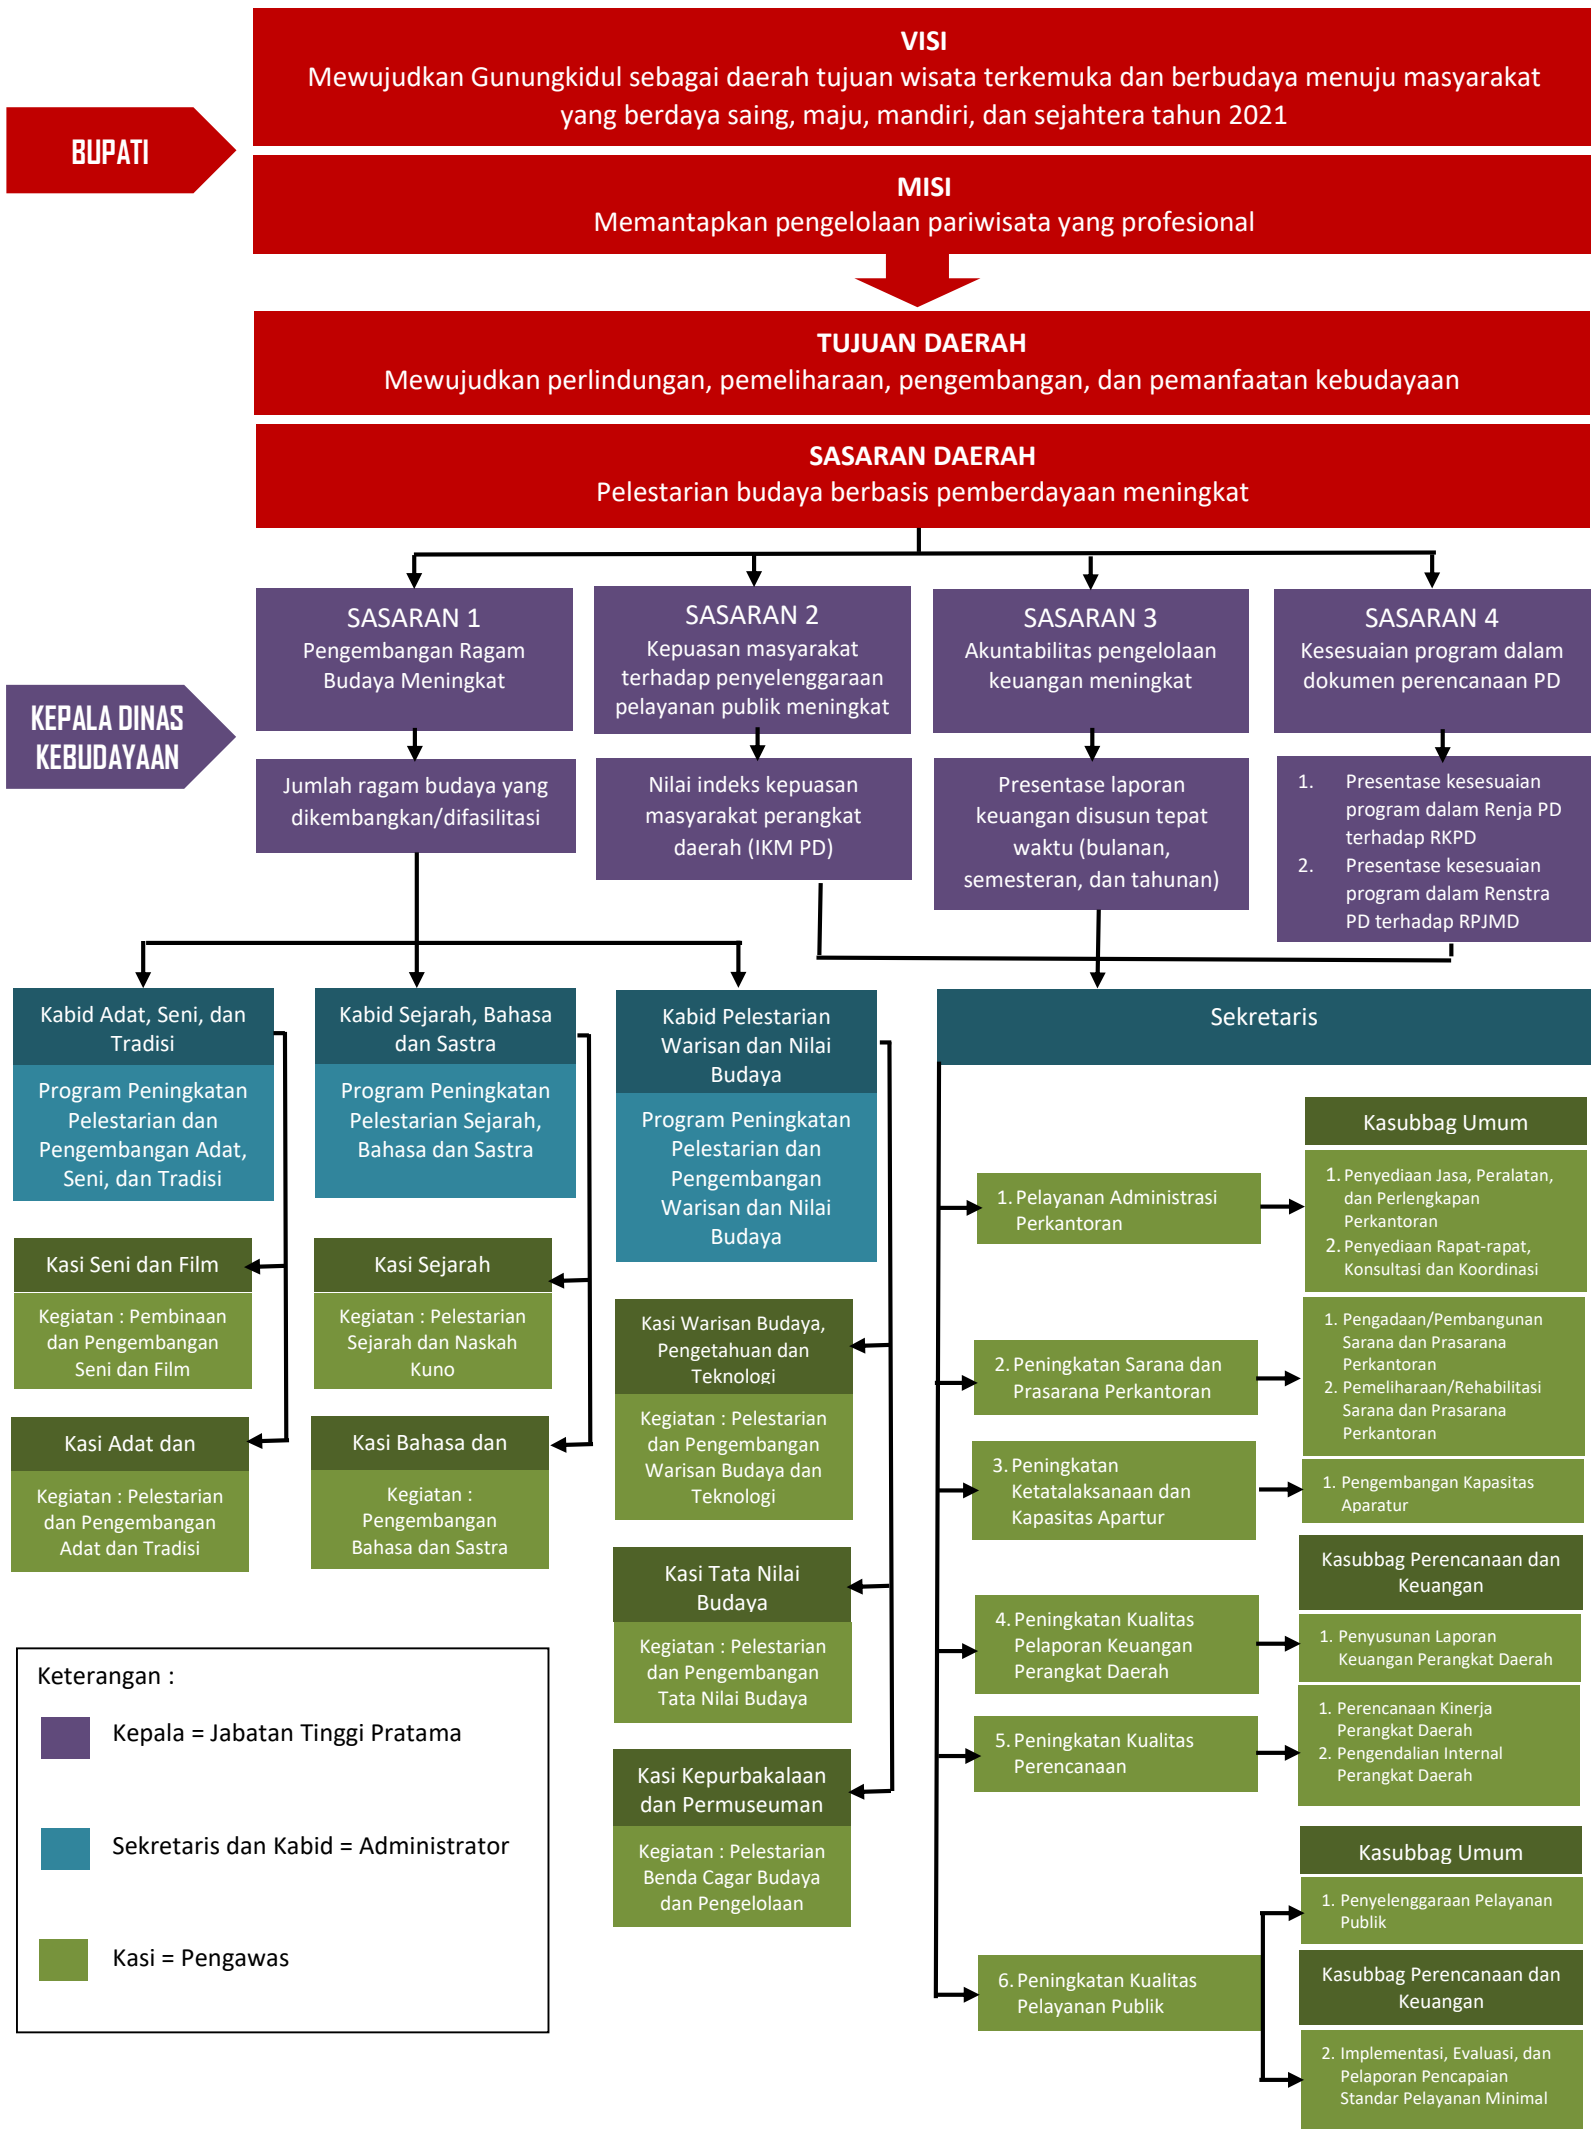 VISI
Mewujudkan Gunungkidul sebagai daerah tujuan wisata terkemuka dan berbudaya menuju masyarakat
yang berdaya saing, maju, mandiri, dan sejahtera tahun 2021
BUPATI
MISI
Memantapkan pengelolaan pariwisata yang profesional
TUJUAN DAERAH
Mewujudkan perlindungan, pemeliharaan, pengembangan, dan pemanfaatan kebudayaan
SASARAN DAERAH
Pelestarian budaya berbasis pemberdayaan meningkat
KEPALA DINAS
KEBUDAYAAN
SASARAN 1
Pengembangan Ragam
Budaya Meningkat
SASARAN 2
Kepuasan masyarakat
terhadap penyelenggaraan
pelayanan publik meningkat
SASARAN 3
Akuntabilitas pengelolaan
keuangan meningkat
SASARAN 4
Kesesuaian program dalam
dokumen perencanaan PD
Jumlah ragam budaya yang
dikembangkan/difasilitasi
Nilai indeks kepuasan
masyarakat perangkat
daerah (IKM PD)
Presentase laporan
keuangan disusun tepat
waktu (bulanan,
semesteran, dan tahunan)
1. Presentase kesesuaian
program dalam Renja PD
terhadap RKPD
2. Presentase kesesuaian
program dalam Renstra
PD terhadap RPJMD
Kabid Adat, Seni, dan
Tradisi
Program Peningkatan
Pelestarian dan
Pengembangan Adat,
Seni, dan Tradisi
Kasi Seni dan Film
Kegiatan : Pembinaan
dan Pengembangan
Seni dan Film
Kasi Adat dan
Kegiatan : Pelestarian
dan Pengembangan
Adat dan Tradisi
Kabid Sejarah, Bahasa
dan Sastra
Program Peningkatan
Pelestarian Sejarah,
Bahasa dan Sastra
Kasi Sejarah
Kegiatan : Pelestarian
Sejarah dan Naskah
Kuno
Kasi Bahasa dan
Kegiatan :
Pengembangan
Bahasa dan Sastra
Kabid Pelestarian
Warisan dan Nilai
Budaya
Program Peningkatan
Pelestarian dan
Pengembangan
Warisan dan Nilai
Budaya
Kasi Warisan Budaya,
Pengetahuan dan
Teknologi
Kegiatan : Pelestarian
dan Pengembangan
Warisan Budaya dan
Teknologi
Kasi Tata Nilai
Budaya
Kegiatan : Pelestarian
dan Pengembangan
Tata Nilai Budaya
Kasi Kepurbakalaan
dan Permuseuman
Kegiatan : Pelestarian
Benda Cagar Budaya
dan Pengelolaan
Sekretaris
1. Pelayanan Administrasi
Perkantoran
Kasubbag Umum
1. Penyediaan Jasa, Peralatan,
dan Perlengkapan
Perkantoran
2. Penyediaan Rapat-rapat,
Konsultasi dan Koordinasi
2. Peningkatan Sarana dan
Prasarana Perkantoran
1. Pengadaan/Pembangunan
Sarana dan Prasarana
Perkantoran
2. Pemeliharaan/Rehabilitasi
Sarana dan Prasarana
Perkantoran
3. Peningkatan
Ketatalaksanaan dan
Kapasitas Apartur
1. Pengembangan Kapasitas
Aparatur
Kasubbag Perencanaan dan
Keuangan
4. Peningkatan Kualitas
Pelaporan Keuangan
Perangkat Daerah
1. Penyusunan Laporan
Keuangan Perangkat Daerah
5. Peningkatan Kualitas
Perencanaan
1. Perencanaan Kinerja
Perangkat Daerah
2. Pengendalian Internal
Perangkat Daerah
Kasubbag Umum
1. Penyelenggaraan Pelayanan
Publik
6. Peningkatan Kualitas
Pelayanan Publik
Kasubbag Perencanaan dan
Keuangan
2. Implementasi, Evaluasi, dan
Pelaporan Pencapaian
Standar Pelayanan Minimal
Keterangan :
Kepala = Jabatan Tinggi Pratama
Sekretaris dan Kabid = Administrator
Kasi = Pengawas